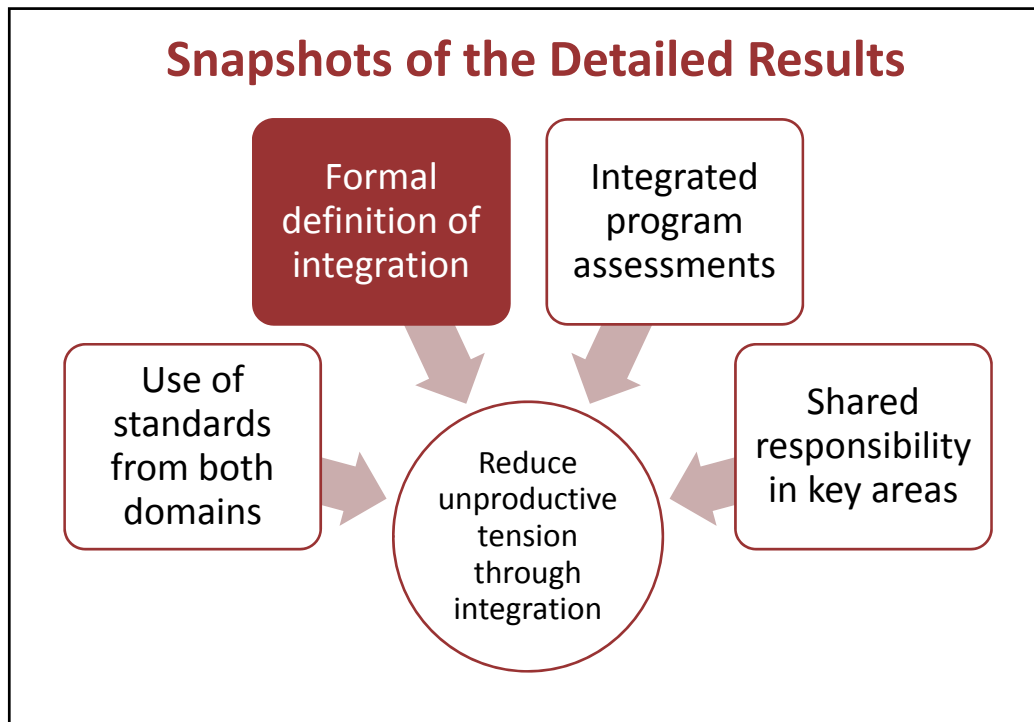 Snapshots of the Detailed Results
Formal
definition of
integration
Integrated
program
assessments
Use of
standards
from both
domains
Shared
responsibility
in key areas
Reduce
unproductive
tension
through
integration